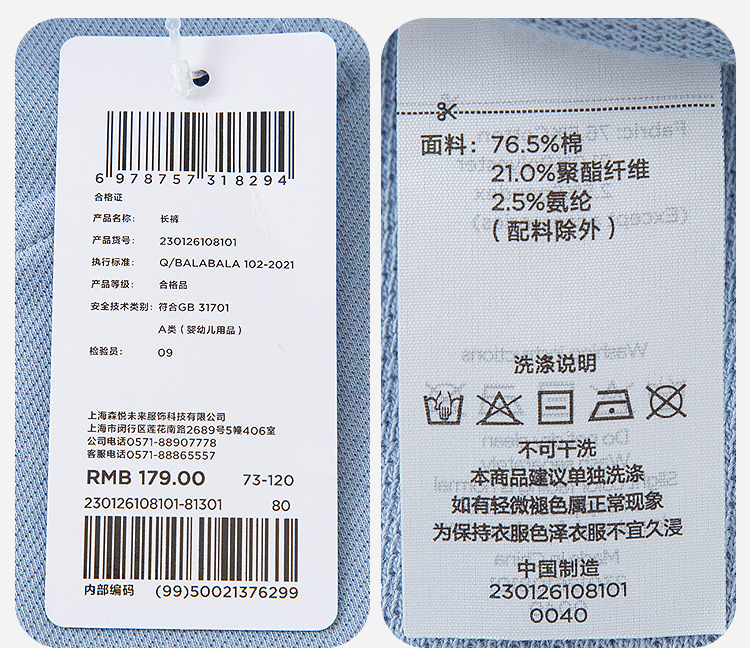 6 978757 318294
合格证
产品名称: 长裤
产品货号: 230126108101
执行标准: Q/BALABALA 102-2021
产品等级: 合格品
安全技术类别: 符合GB 31701
A类 (婴幼儿用品)
检验员: 09
上海森悦未来服饰科技有限公司
上海市闵行区莲花南路2689号5幢406室
公司电话0571-88907778
客服电话0571-88865557
RMB 179.00 73-120
230126108101-81301 80
内部编码 (99)50021376299
面料: 76.5%棉
21.0%聚酯纤维
2.5%氨纶
(配料除外)
洗涤说明
不可干洗
本商品建议单独洗涤
如有轻微褪色属正常现象
为保持衣服色泽衣服不宜久浸
中国制造
230126108101
0040